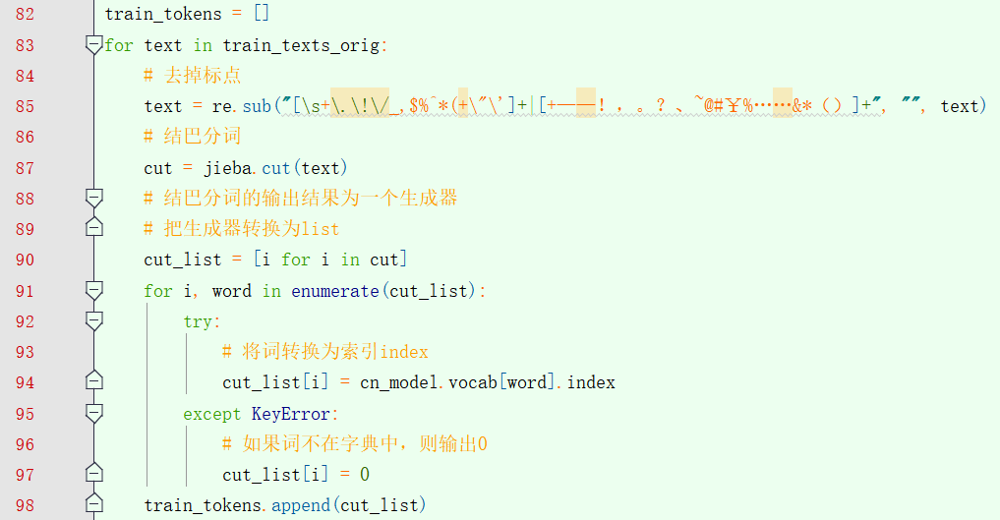 82 train_tokens = []
83 for text in train_texts_orig:
84 # 去掉标点
85 text = re.sub("[\s+\.\!\/_,$%^*(+\"\']+|[+——！，。？、~@#￥%……&*（）]+", "", text)
86 # 结巴分词
87 cut = jieba.cut(text)
88 # 结巴分词的输出结果为一个生成器
89 # 把生成器转换为list
90 cut_list = [i for i in cut]
91 for i, word in enumerate(cut_list):
92 try:
93 # 将词转换为索引index
94 cut_list[i] = cn_model.vocab[word].index
95 except KeyError:
96 # 如果词不在字典中，则输出0
97 cut_list[i] = 0
98 train_tokens.append(cut_list)